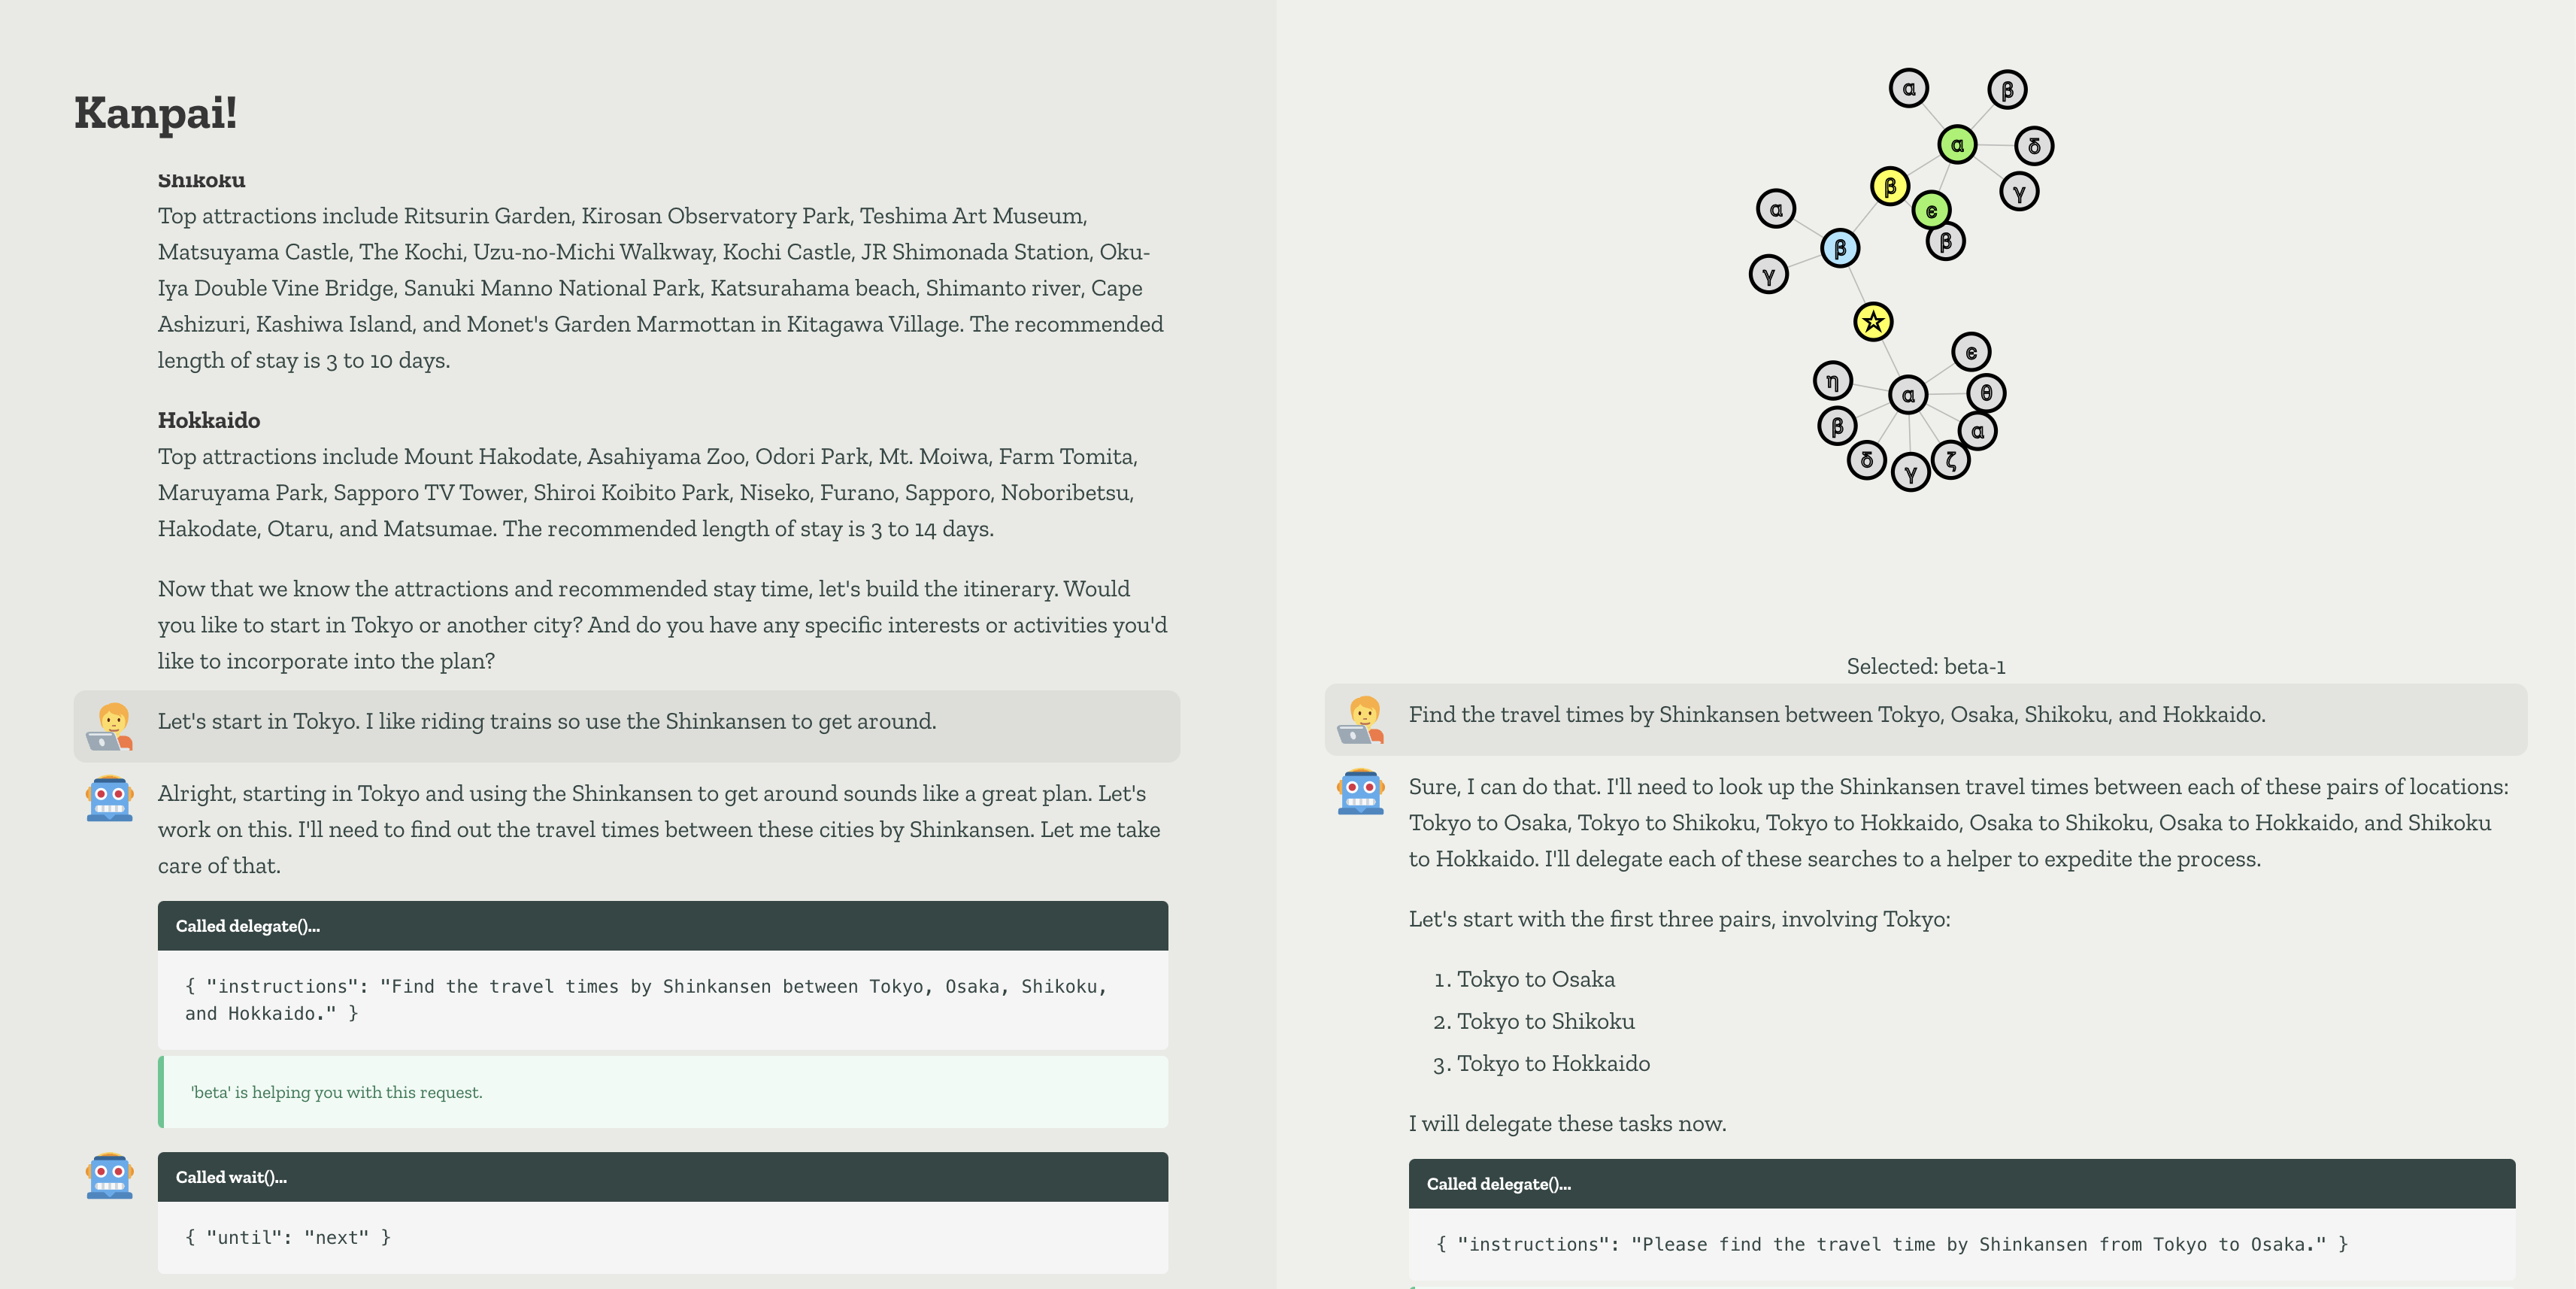 Kanpai!
Shikoku
Top attractions include Ritsurin Garden, Kirosan Observatory Park, Teshima Art Museum,
Matsuyama Castle, The Kochi, Uzu-no-Michi Walkway, Kochi Castle, JR Shimonada Station, Oku-
Iya Double Vine Bridge, Sanuki Manno National Park, Katsurahama beach, Shimanto river, Cape
Ashizuri, Kashiwa Island, and Monet's Garden Marmottan in Kitagawa Village. The recommended
length of stay is 3 to 10 days.
Hokkaido
Top attractions include Mount Hakodate, Asahiyama Zoo, Odori Park, Mt. Moiwa, Farm Tomita,
Maruyama Park, Sapporo TV Tower, Shiroi Koibito Park, Niseko, Furano, Sapporo, Noboribetsu,
Hakodate, Otaru, and Matsumae. The recommended length of stay is 3 to 14 days.
Now that we know the attractions and recommended stay time, let's build the itinerary. Would
you like to start in Tokyo or another city? And do you have any specific interests or activities you'd
like to incorporate into the plan?
Let's start in Tokyo. I like riding trains so use the Shinkansen to get around.
Alright, starting in Tokyo and using the Shinkansen to get around sounds like a great plan. Let's
work on this. I'll need to find out the travel times between these cities by Shinkansen. Let me take
care of that.
Called delegate()...
{ "instructions": "Find the travel times by Shinkansen between Tokyo, Osaka, Shikoku,
and Hokkaido." }
'beta' is helping you with this request.
Called wait()...
{ "until": "next" }
α
β
α
δ
β
γ
α
ϵ
β
β
γ
☆
ϵ
η
α
θ
β
α
δ
γ
ζ
Selected: beta-1
Find the travel times by Shinkansen between Tokyo, Osaka, Shikoku, and Hokkaido.
Sure, I can do that. I'll need to look up the Shinkansen travel times between each of these pairs of locations:
Tokyo to Osaka, Tokyo to Shikoku, Tokyo to Hokkaido, Osaka to Shikoku, Osaka to Hokkaido, and Shikoku
to Hokkaido. I'll delegate each of these searches to a helper to expedite the process.
Let's start with the first three pairs, involving Tokyo:
1. Tokyo to Osaka
2. Tokyo to Shikoku
3. Tokyo to Hokkaido
I will delegate these tasks now.
Called delegate()...
{ "instructions": "Please find the travel time by Shinkansen from Tokyo to Osaka." }